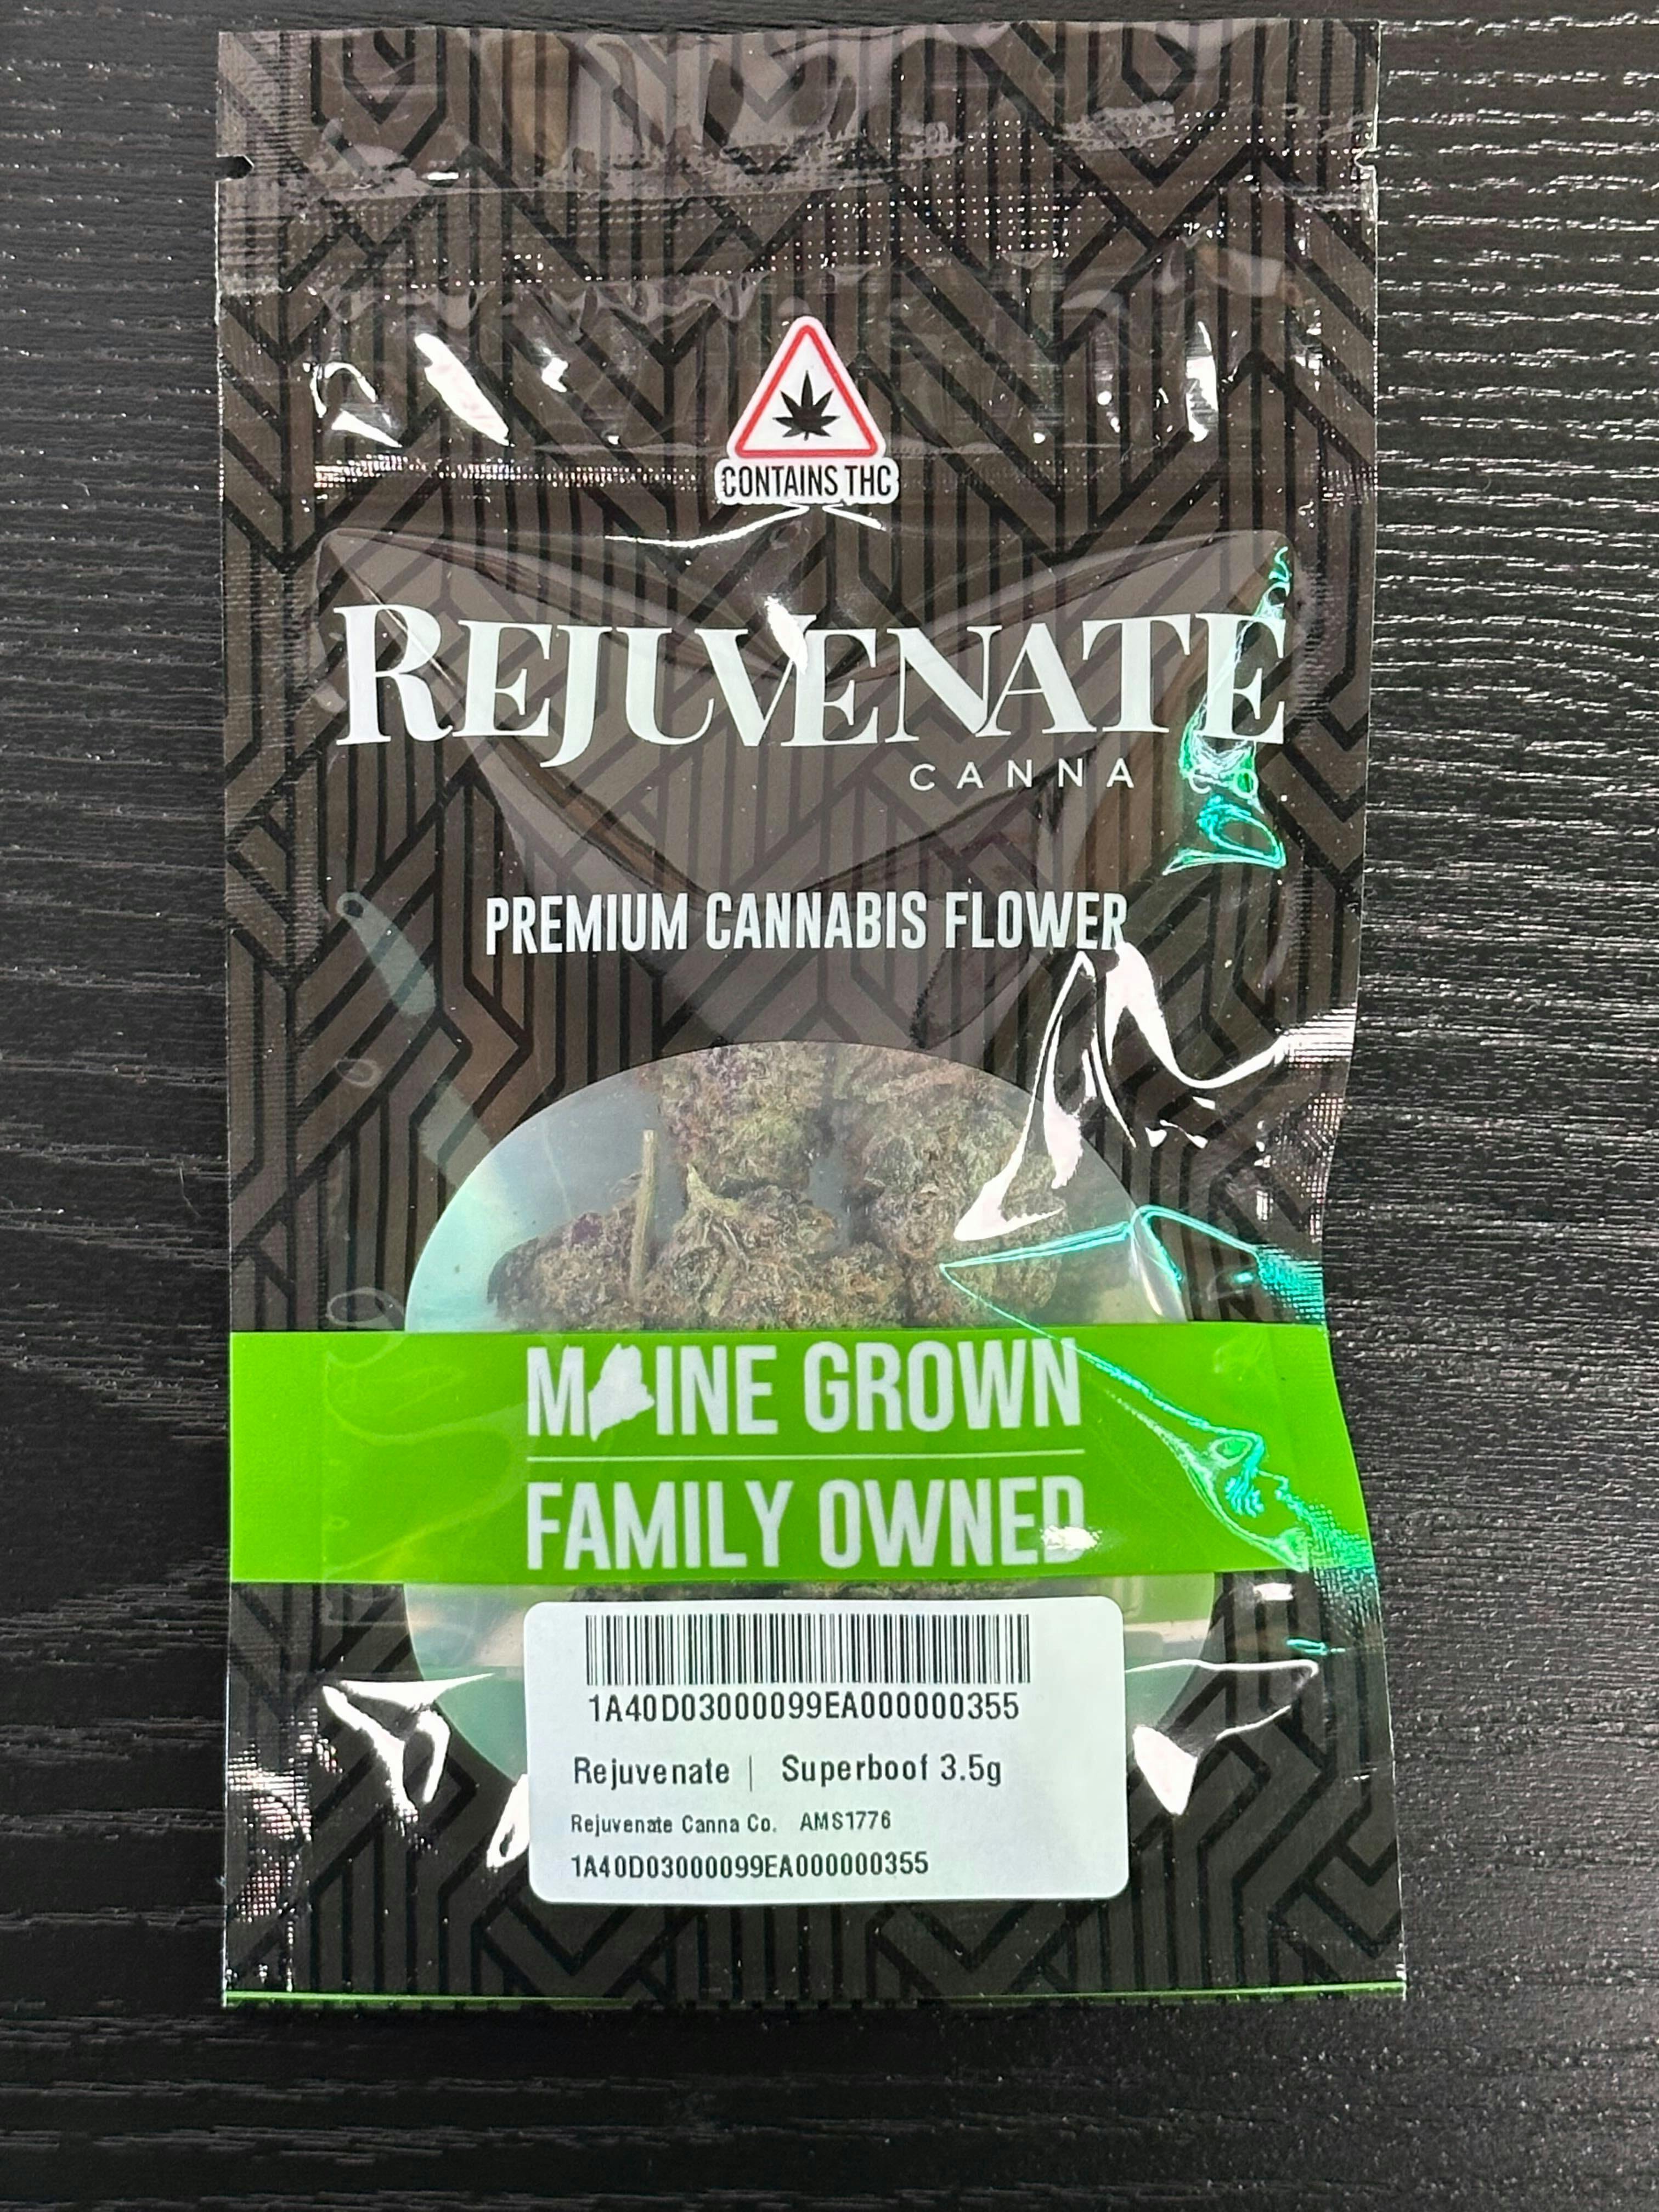 CONTAINS THC
REJUVENATE
CANNA CO
PREMIUM CANNABIS FLOWER
MAINE GROWN
FAMILY OWNED
1A40D03000099EA000000355
Rejuvenate | Superboof 3.5g
Rejuvenate Canna Co. AMS1776
1A40D03000099EA000000355